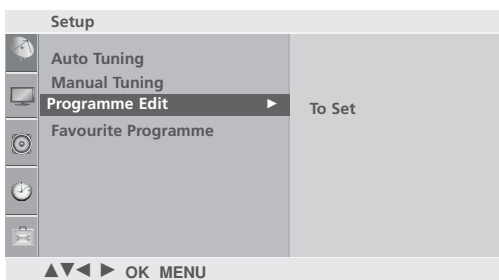 Setup
Auto Tuning
Manual Tuning
Programme Edit ►
To Set
Favourite Programme
▲▼◄ ► OK MENU